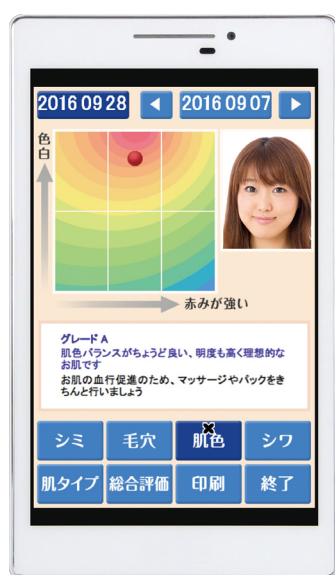 2016 09 28 ◀ 2016 09 07 ▶
色白
赤みが強い
グレード A
肌色バランスがちょうど良い、明度も高く理想的な
お肌です
お肌の血行促進のため、マッサージやパックをき
ちんと行いましょう
シミ 毛穴 肌色 シワ
肌タイプ 総合評価 印刷 終了